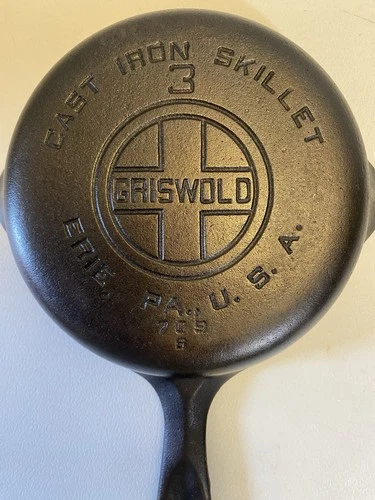 CAST IRON SKILLET
3
GRISWOLD
ERIE, PA., U. S. A.
709